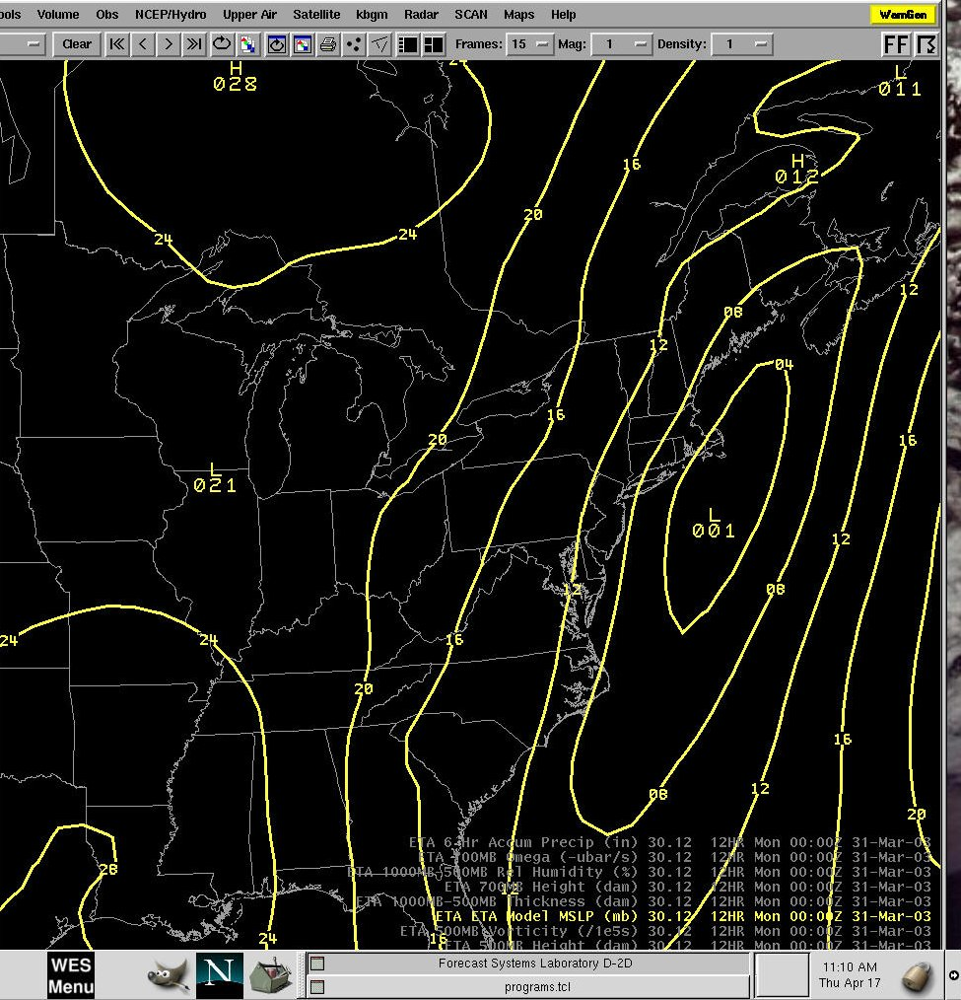 ools Volume Obs NCEP/Hydro Upper Air Satellite kbgm Radar SCAN Maps Help WarnGen
Clear Frames: 15 Mag: 1 Density: 1 FF
H
028
24
L
011
16
H
012
20
24
24
12
08
12
04
16
20
16
L
021
L
001
12
12
08
24
24
16
20
16
12
08
20
28
ETA 6-Hr Accum Precip (in) 30.12 12HR Mon 00:00Z 31-Mar-03
Omega (-ubar/s) 30.12 12HR Mon 00:00Z 31-Mar-03
ETA 1000MB-500MB Rel Humidity (%) 30.12 12HR Mon 00:00Z 31-Mar-03
ETA 700MB Height (dam) 30.12 12HR Mon 00:00Z 31-Mar-03
ETA 1000MB-500MB Thickness (dam) 30.12 12HR Mon 00:00Z 31-Mar-03
12
ETA ETA Model MSLP (mb) 30.12 12HR Mon 00:00Z 31-Mar-03
ETA 500MB Vorticity (/1e5s) 30.12 12HR Mon 00:00Z 31-Mar-03
24
16
ETA 500MB Height (dam) 30.12 12HR Mon 00:00Z 31-Mar-03
WES
Menu
N
Forecast Systems Laboratory D-2D
programs.tcl
11:10 AM
Thu Apr 17